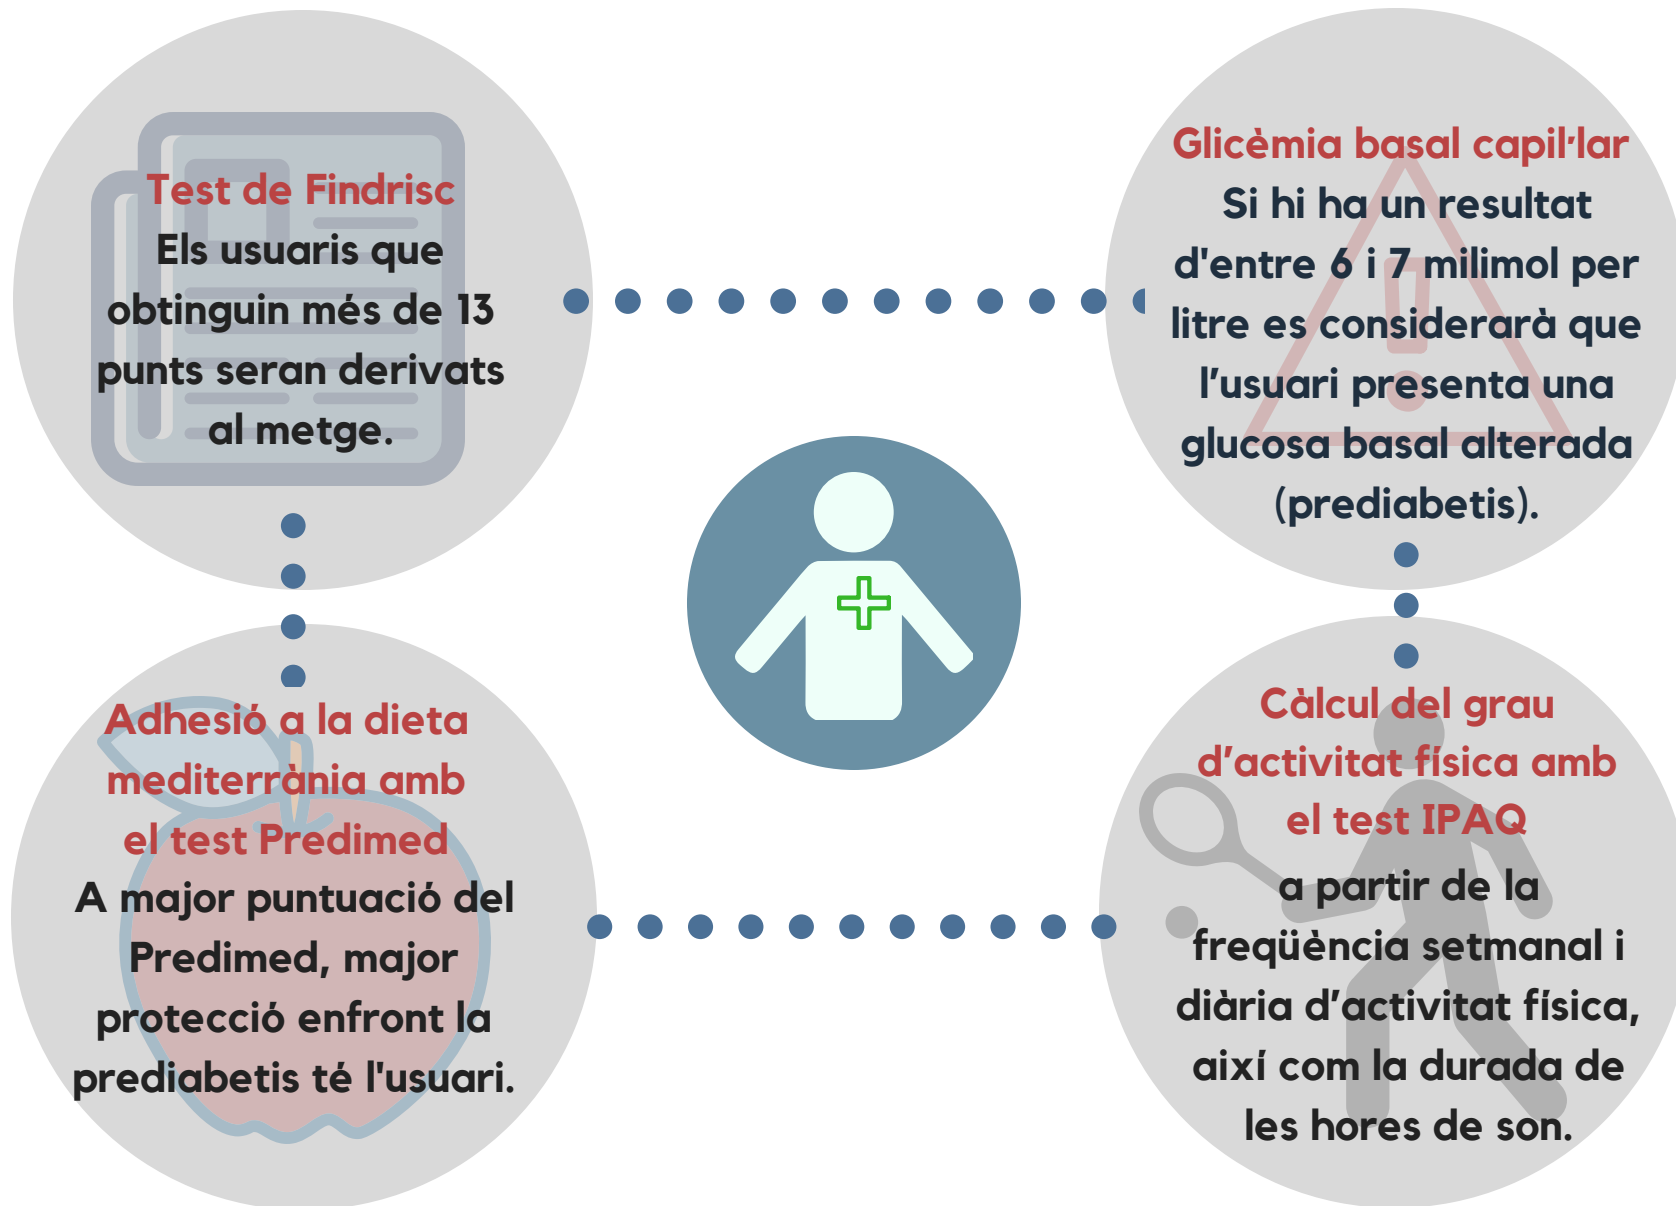 Test de Findrisc
Els usuaris que
obtinguin més de 13
punts seran derivats
al metge.
Glicèmia basal capil·lar
Si hi ha un resultat
d'entre 6 i 7 milimol per
litre es considerarà que
l’usuari presenta una
glucosa basal alterada
(prediabetis).
Adhesió a la dieta
mediterrània amb
el test Predimed
A major puntuació del
Predimed, major
protecció enfront la
prediabetis té l'usuari.
Càlcul del grau
d’activitat física amb
el test IPAQ
a partir de la
freqüència setmanal i
diària d’activitat física,
així com la durada de
les hores de son.